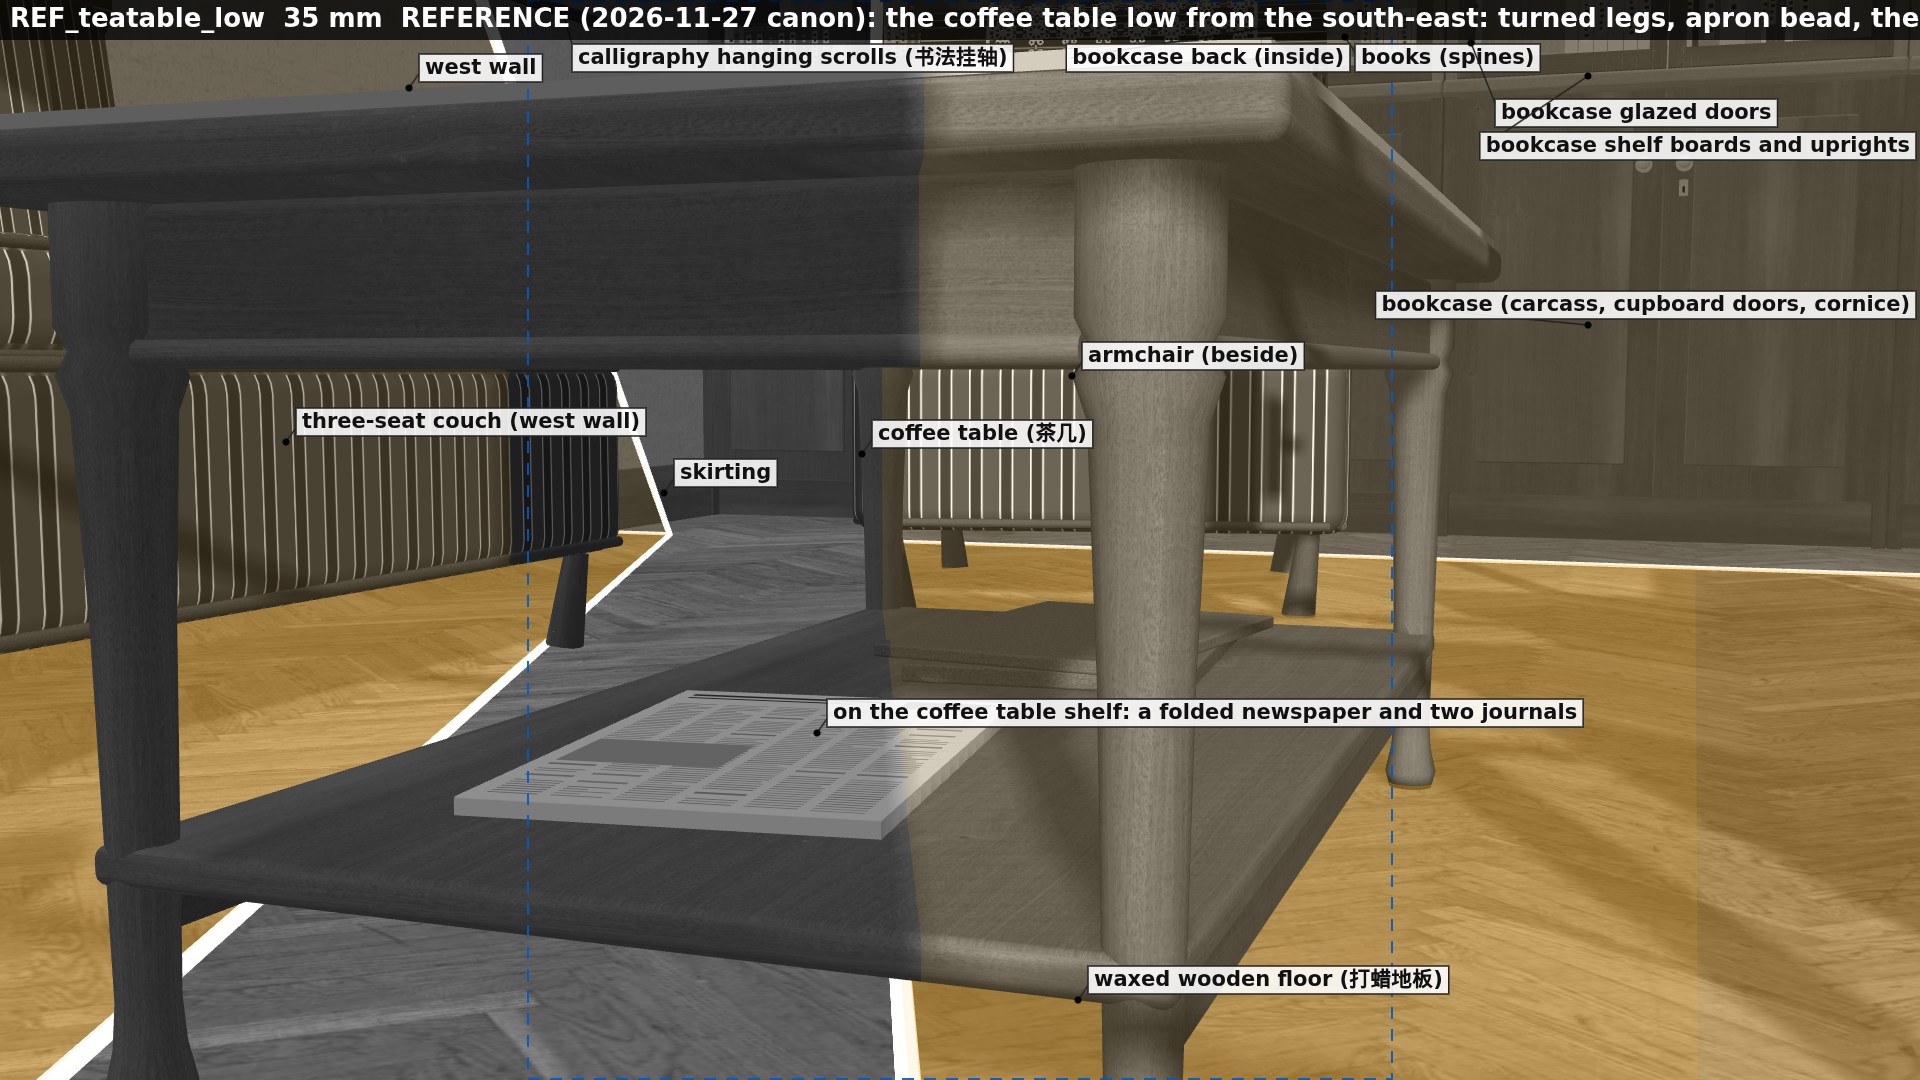 REF_teatable_low 35 mm REFERENCE (2026-11-27 canon): the coffee table low from the south-east: turned legs, apron bead, the
west wall
calligraphy hanging scrolls (书法挂轴)
bookcase back (inside)
books (spines)
bookcase glazed doors
bookcase shelf boards and uprights
bookcase (carcass, cupboard doors, cornice)
armchair (beside)
three-seat couch (west wall)
coffee table (茶几)
skirting
on the coffee table shelf: a folded newspaper and two journals
waxed wooden floor (打蜡地板)